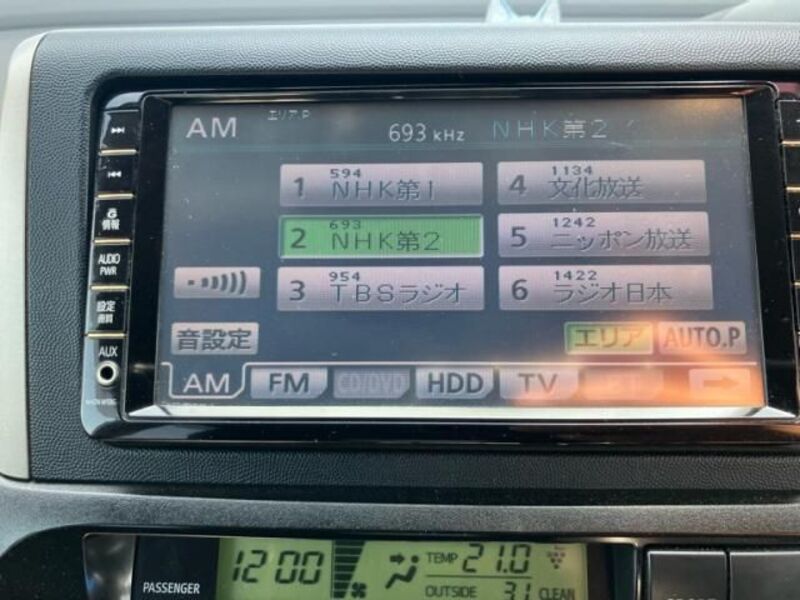 AM エリア.P 693 kHz NHK第2
1 594 NHK第1
4 1134 文化放送
2 693 NHK第2
5 1242 ニッポン放送
3 954 TBSラジオ
6 1422 ラジオ日本
音設定 エリア AUTO.P
AM FM CD/DVD HDD TV
G
情報
AUDIO
PWR
設定
画質
AUX
PASSENGER 12:00 TEMP 21.0
OUTSIDE 31 CLEAN